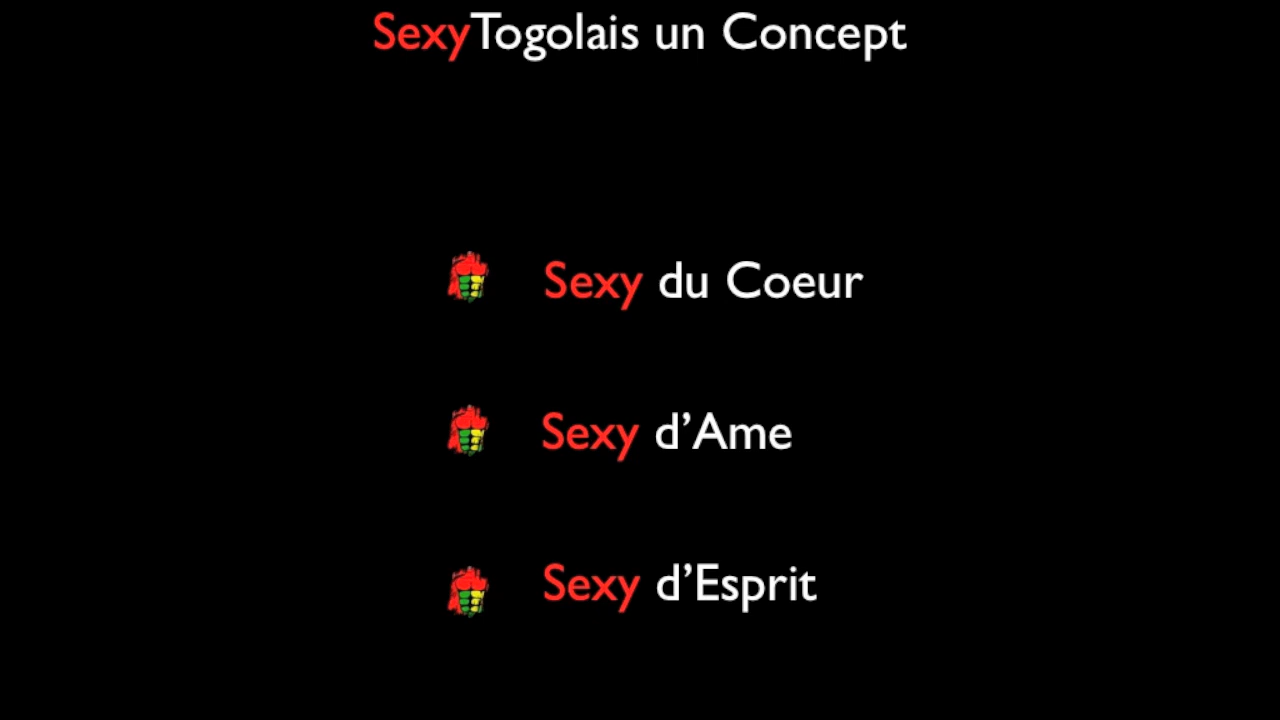 SexyTogolais un Concept
Sexy du Coeur
Sexy d’Ame
Sexy d’Esprit